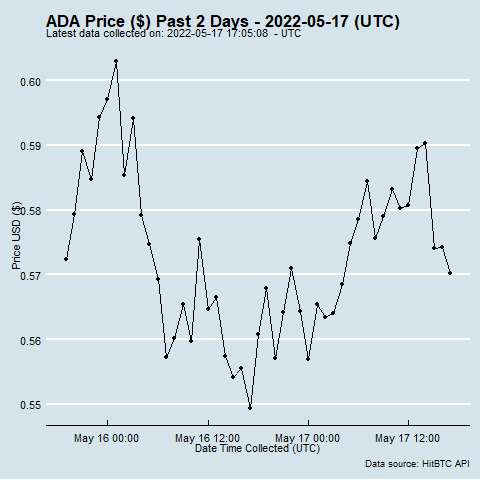 ADA Price ($) Past 2 Days - 2022-05-17 (UTC)
Latest data collected on: 2022-05-17 17:05:08 - UTC
0.60
0.59
0.58
0.57
0.56
0.55
Price USD ($)
May 16 00:00
May 16 12:00
May 17 00:00
May 17 12:00
Date Time Collected (UTC)
Data source: HitBTC API